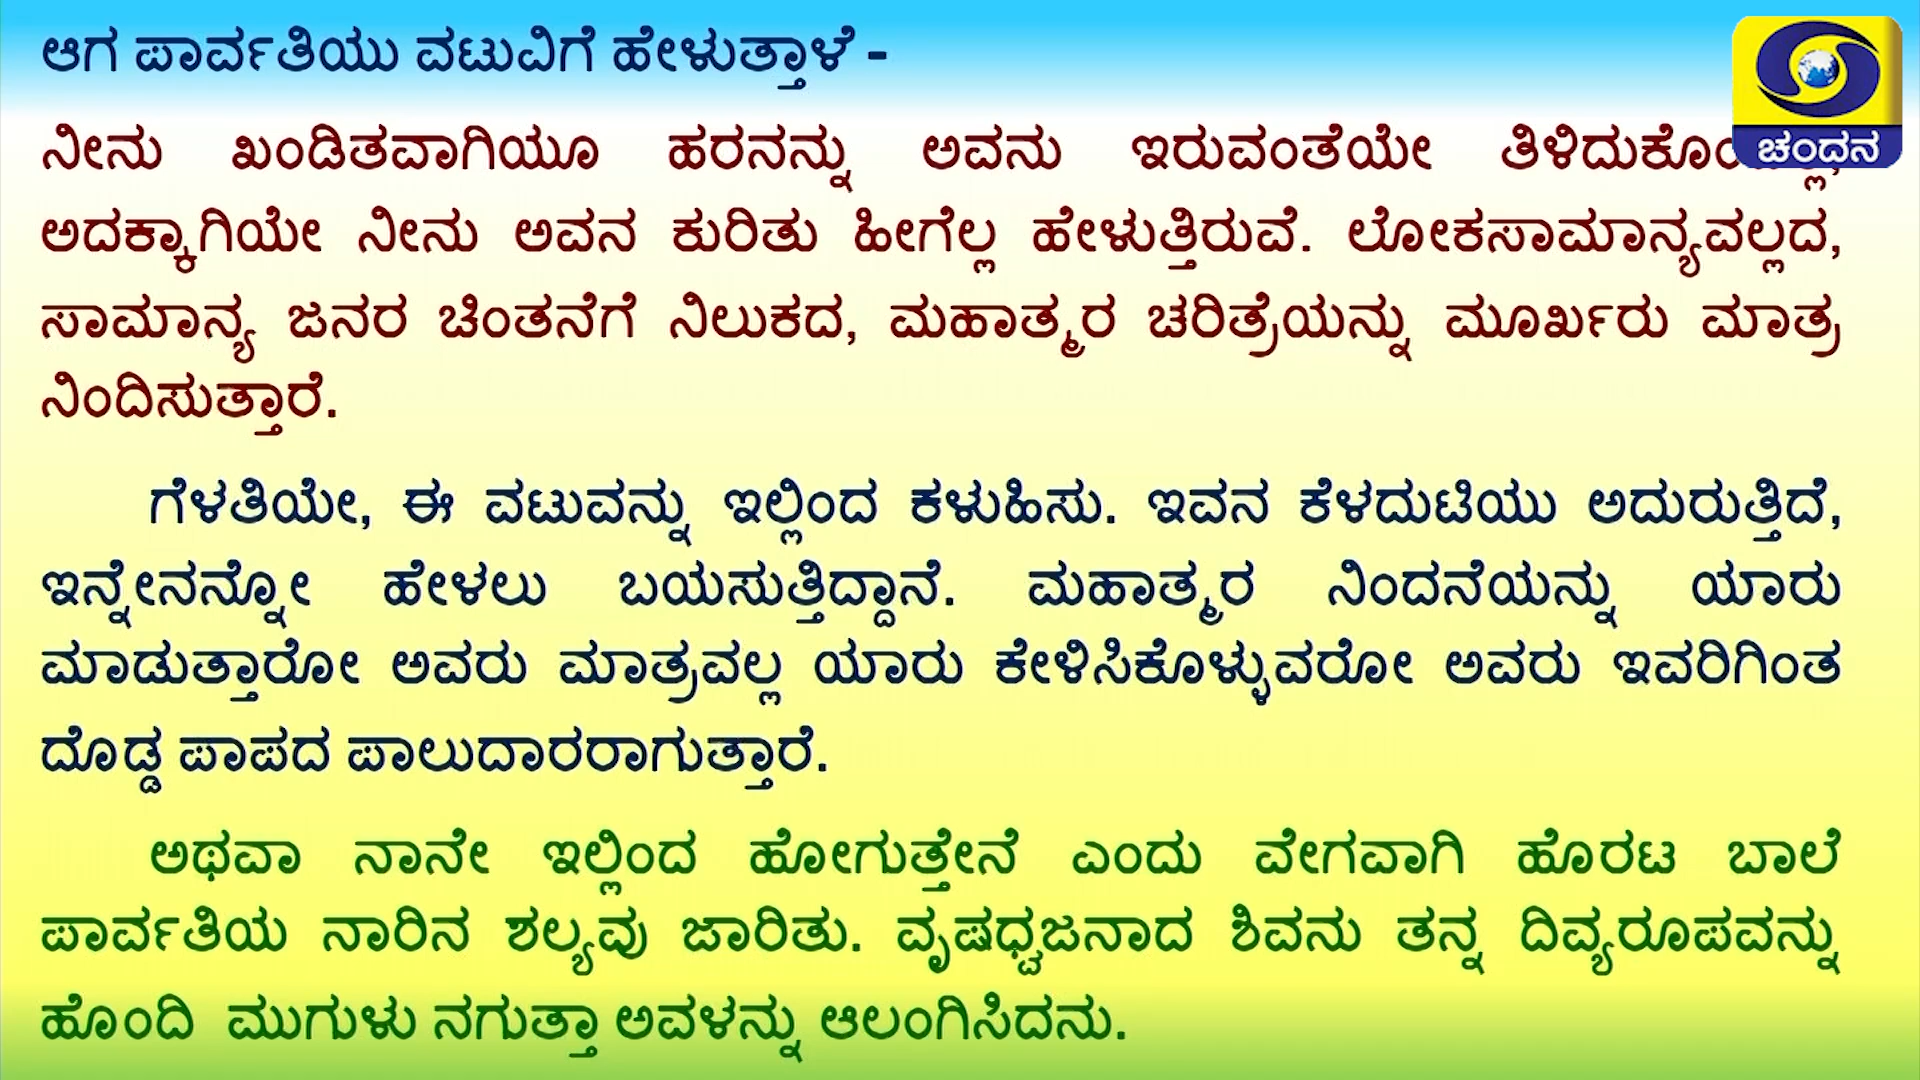 ಆಗ ಪಾರ್ವತಿಯು ವಟುವಿಗೆ ಹೇಳುತ್ತಾಳೆ -
ನೀನು ಖಂಡಿತವಾಗಿಯೂ ಹರನನ್ನು ಅವನು ಇರುವಂತೆಯೇ
ಅದಕ್ಕಾಗಿಯೇ ನೀನು ಅವನ ಕುರಿತು ಹೀಗೆಲ್ಲ ಹೇಳುತ್ತಿರುವೆ. ಲೋಕಸಾಮಾನ್ಯವಲ್ಲದ,
ಸಾಮಾನ್ಯ ಜನರ ಚಿಂತನೆಗೆ ನಿಲುಕದ, ಮಹಾತ್ಮರ ಚರಿತ್ರೆಯನ್ನು ಮೂರ್ಖರು ಮಾತ್ರ
ನಿಂದಿಸುತ್ತಾರೆ.
ಗೆಳತಿಯೇ, ಈ ವಟುವನ್ನು ಇಲ್ಲಿಂದ ಕಳುಹಿಸು. ಇವನ ಕೆಳದುಟಿಯು ಅದುರುತ್ತಿದೆ,
ಇನ್ನೇನನ್ನೋ ಹೇಳಲು ಬಯಸುತ್ತಿದ್ದಾನೆ. ಮಹಾತ್ಮರ ನಿಂದನೆಯನ್ನು ಯಾರು
ಮಾಡುತ್ತಾರೋ ಅವರು ಮಾತ್ರವಲ್ಲ ಯಾರು ಕೇಳಿಸಿಕೊಳ್ಳುವರೋ ಅವರು ಇವರಿಗಿಂತ
ದೊಡ್ಡ ಪಾಪದ ಪಾಲುದಾರರಾಗುತ್ತಾರೆ.
ಅಥವಾ ನಾನೇ ಇಲ್ಲಿಂದ ಹೋಗುತ್ತೇನೆ ಎಂದು ವೇಗವಾಗಿ ಹೊರಟ ಬಾಲೆ
ಪಾರ್ವತಿಯ ನಾರಿನ ಶಲ್ಯವು ಜಾರಿತು. ವೃಷಧ್ವಜನಾದ ಶಿವನು ತನ್ನ ದಿವ್ಯರೂಪವನ್ನು
ಹೊಂದಿ ಮುಗುಳು ನಗುತ್ತಾ ಅವಳನ್ನು ಆಲಂಗಿಸಿದನು.
ಚಂದನ